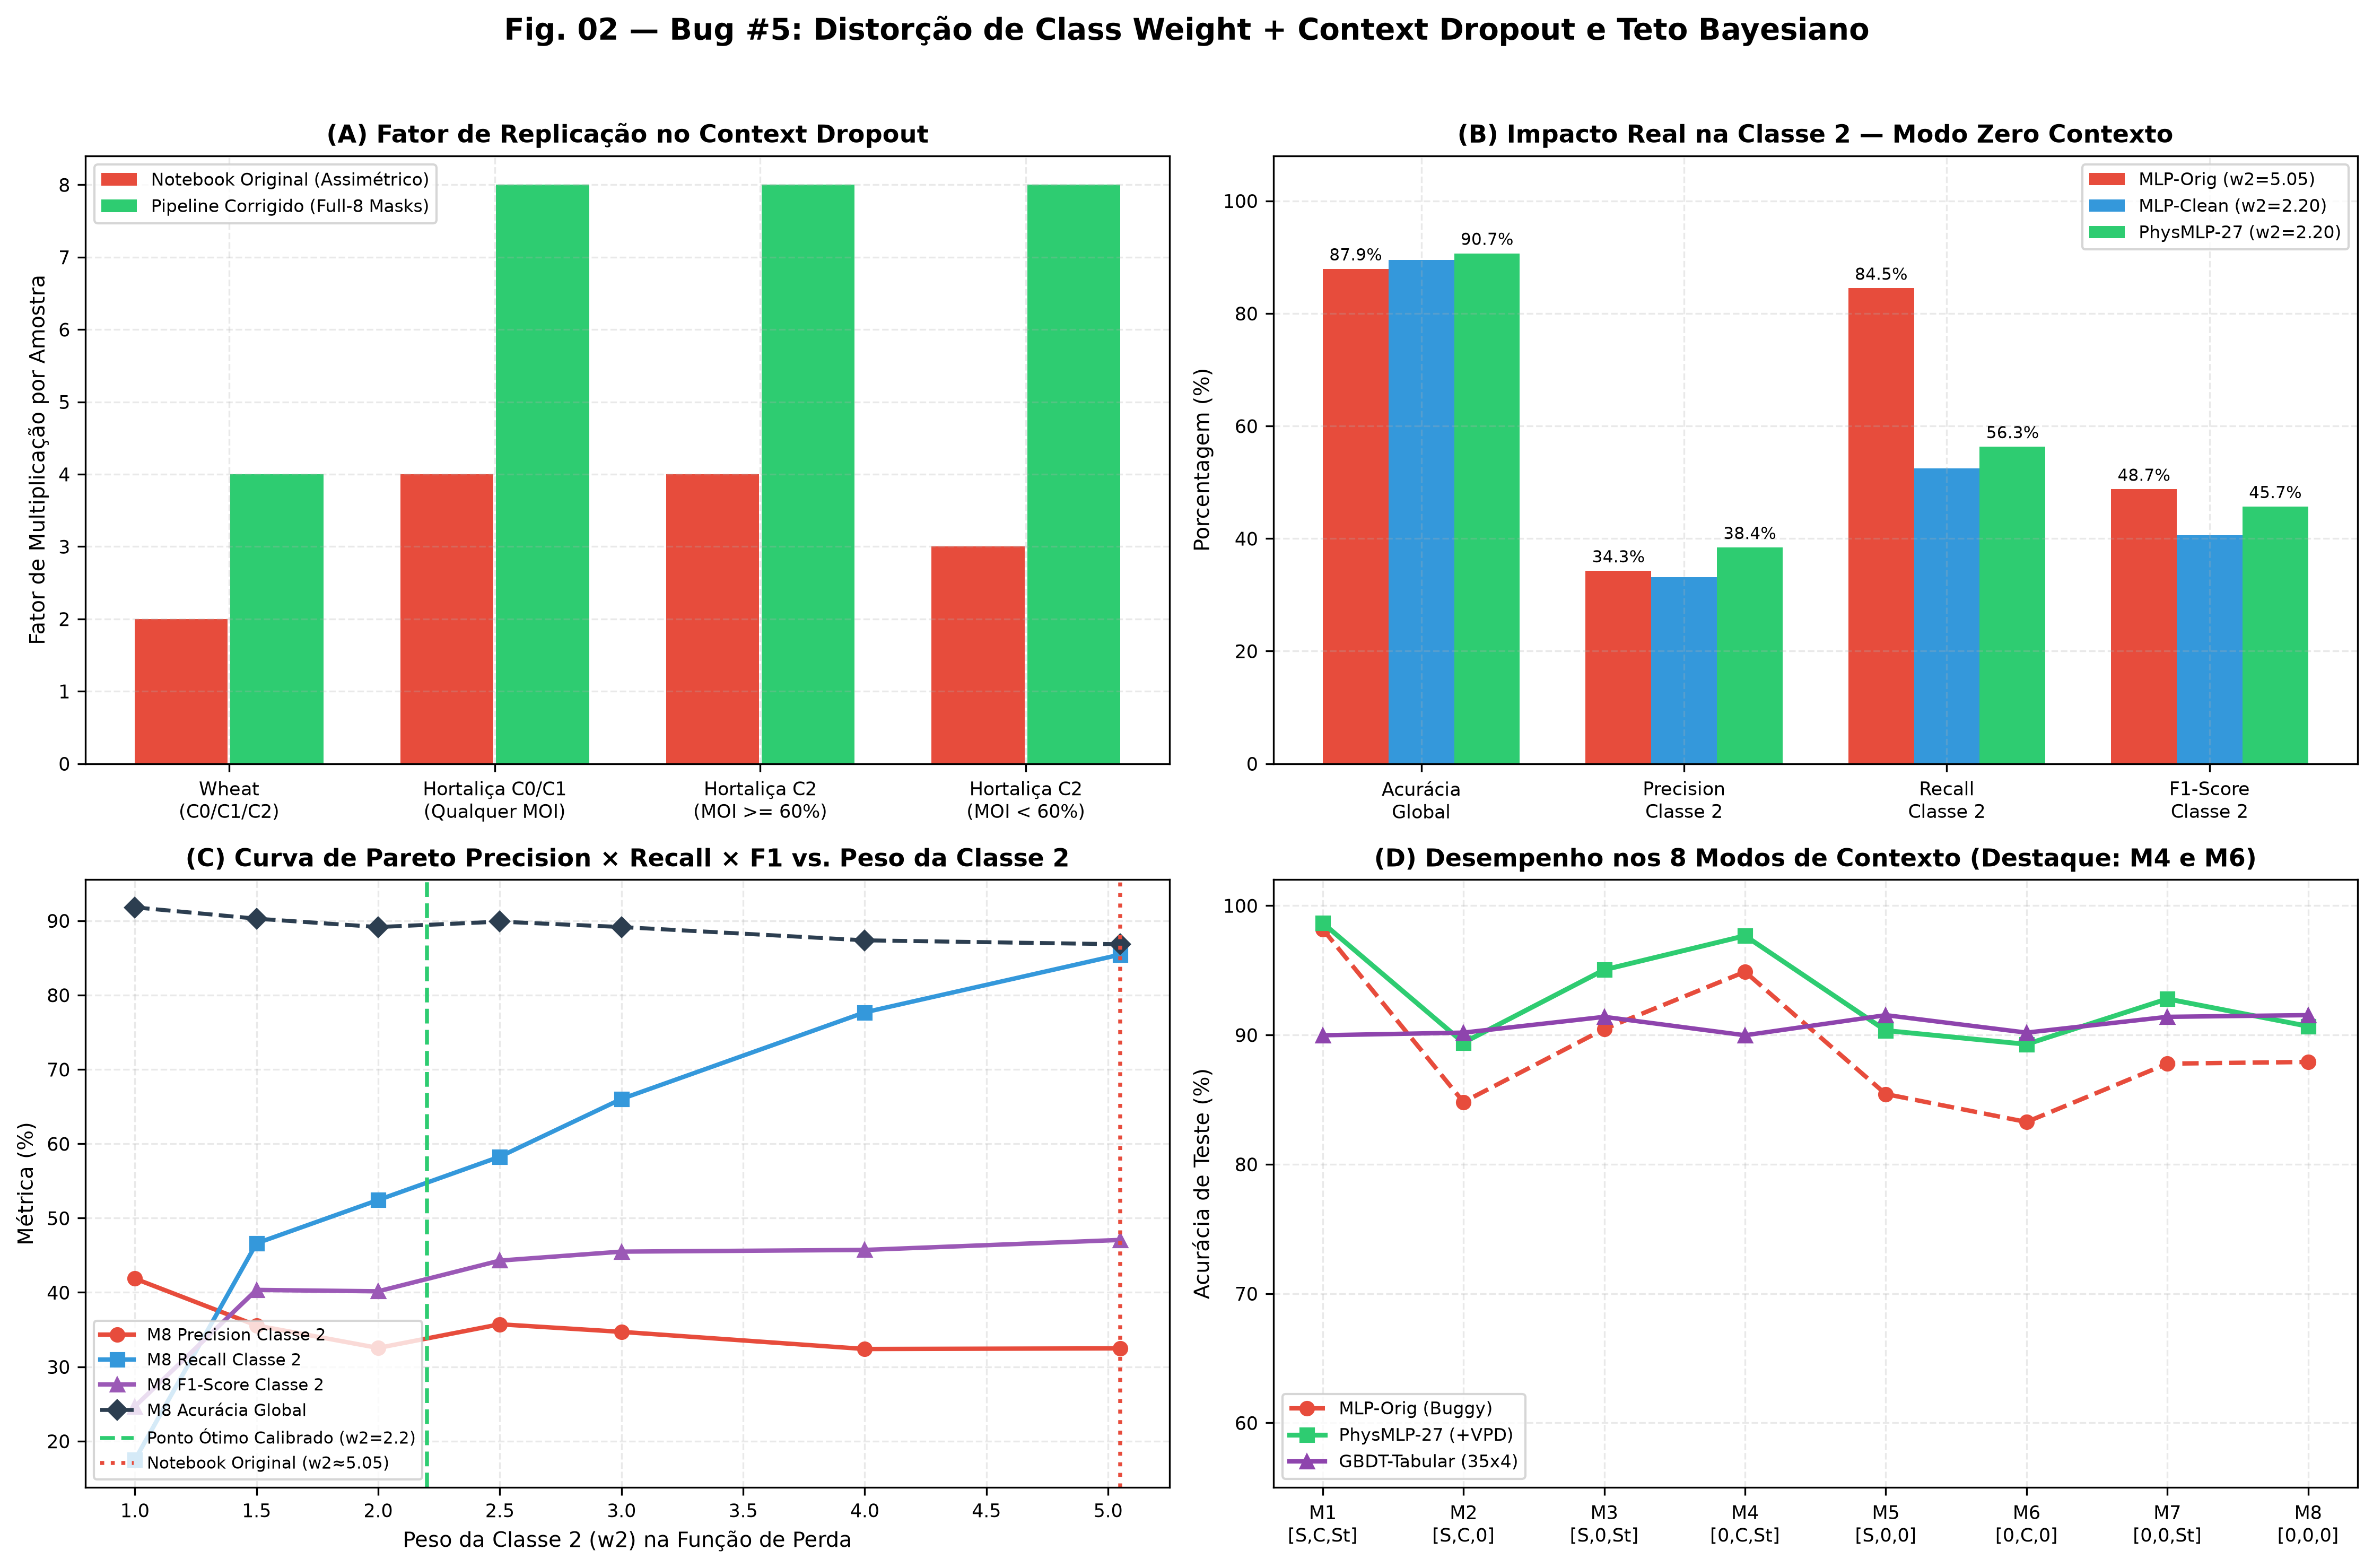 Fig. 02 — Bug #5: Distorção de Class Weight + Context Dropout e Teto Bayesiano
(A) Fator de Replicação no Context Dropout
Notebook Original (Assimétrico)
Pipeline Corrigido (Full-8 Masks)
Fator de Multiplicação por Amostra
8
7
6
5
4
3
2
1
0
Wheat
(C0/C1/C2)
Hortaliça C0/C1
(Qualquer MOI)
Hortaliça C2
(MOI >= 60%)
Hortaliça C2
(MOI < 60%)
(B) Impacto Real na Classe 2 — Modo Zero Contexto
MLP-Orig (w2=5.05)
MLP-Clean (w2=2.20)
PhysMLP-27 (w2=2.20)
Porcentagem (%)
100
80
60
40
20
0
87.9%
90.7%
34.3%
38.4%
84.5%
56.3%
48.7%
45.7%
Acurácia
Global
Precision
Classe 2
Recall
Classe 2
F1-Score
Classe 2
(C) Curva de Pareto Precision × Recall × F1 vs. Peso da Classe 2
Métrica (%)
90
80
70
60
50
40
30
20
M8 Precision Classe 2
M8 Recall Classe 2
M8 F1-Score Classe 2
M8 Acurácia Global
Ponto Ótimo Calibrado (w2=2.2)
Notebook Original (w2≈5.05)
1.0
1.5
2.0
2.5
3.0
3.5
4.0
4.5
5.0
Peso da Classe 2 (w2) na Função de Perda
(D) Desempenho nos 8 Modos de Contexto (Destaque: M4 e M6)
Acurácia de Teste (%)
100
90
80
70
60
MLP-Orig (Buggy)
PhysMLP-27 (+VPD)
GBDT-Tabular (35x4)
M1
[S,C,St]
M2
[S,C,0]
M3
[S,0,St]
M4
[0,C,St]
M5
[S,0,0]
M6
[0,C,0]
M7
[0,0,St]
M8
[0,0,0]